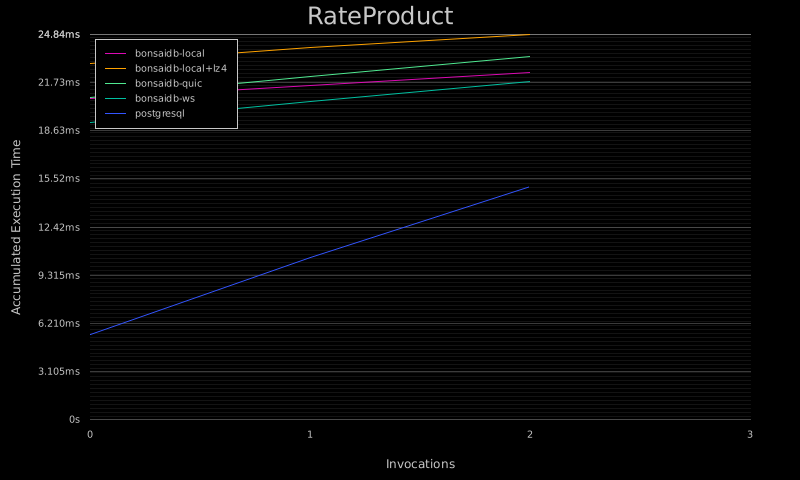 RateProduct
24.84ms
21.73ms
18.63ms
15.52ms
12.42ms
9.315ms
6.210ms
3.105ms
0s
bonsaidb-local
bonsaidb-local+lz4
bonsaidb-quic
bonsaidb-ws
postgresql
Accumulated Execution Time
0 1 2 3
Invocations